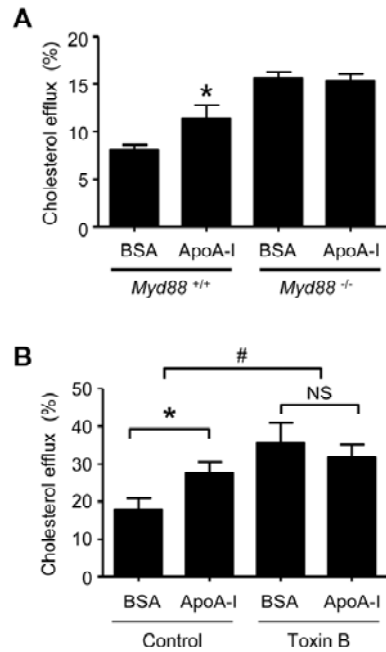 A
Cholesterol efflux (%)
20
15
10
5
0
*
BSA ApoA-I BSA ApoA-I
Myd88 +/+ Myd88 -/-
B
Cholesterol efflux (%)
50
40
30
20
10
0
#
* NS
BSA ApoA-I BSA ApoA-I
Control Toxin B